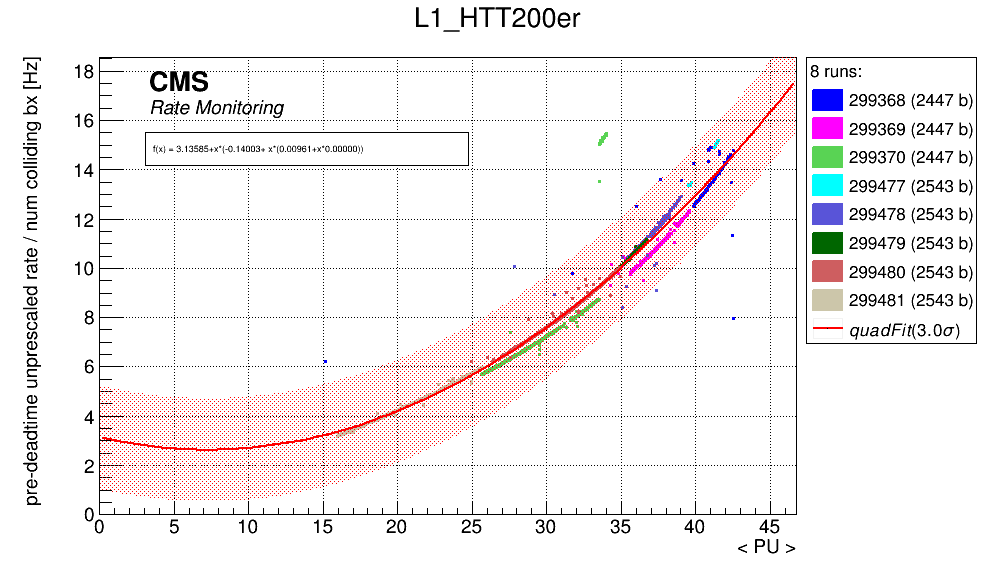 L1_HTT200er
pre-deadtime unprescaled rate / num colliding bx [Hz]
18
16
14
12
10
8
6
4
2
0
CMS
Rate Monitoring
f(x) = 3.13585+x*(-0.14003+ x*(0.00961+x*0.00000))
0 5 10 15 20 25 30 35 40 45
< PU >
8 runs:
299368 (2447 b)
299369 (2447 b)
299370 (2447 b)
299477 (2543 b)
299478 (2543 b)
299479 (2543 b)
299480 (2543 b)
299481 (2543 b)
quadFit(3.0σ)